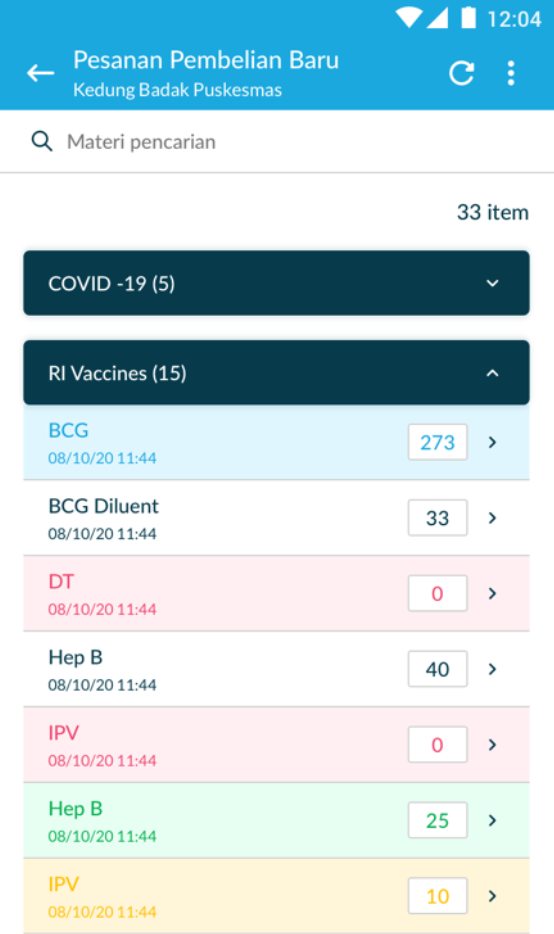 12:04
Pesanan Pembelian Baru
Kedung Badak Puskesmas
Materi pencarian
33 item
COVID -19 (5)
RI Vaccines (15)
BCG
08/10/20 11:44
273
BCG Diluent
08/10/20 11:44
33
DT
08/10/20 11:44
0
Hep B
08/10/20 11:44
40
IPV
08/10/20 11:44
0
Hep B
08/10/20 11:44
25
IPV
08/10/20 11:44
10